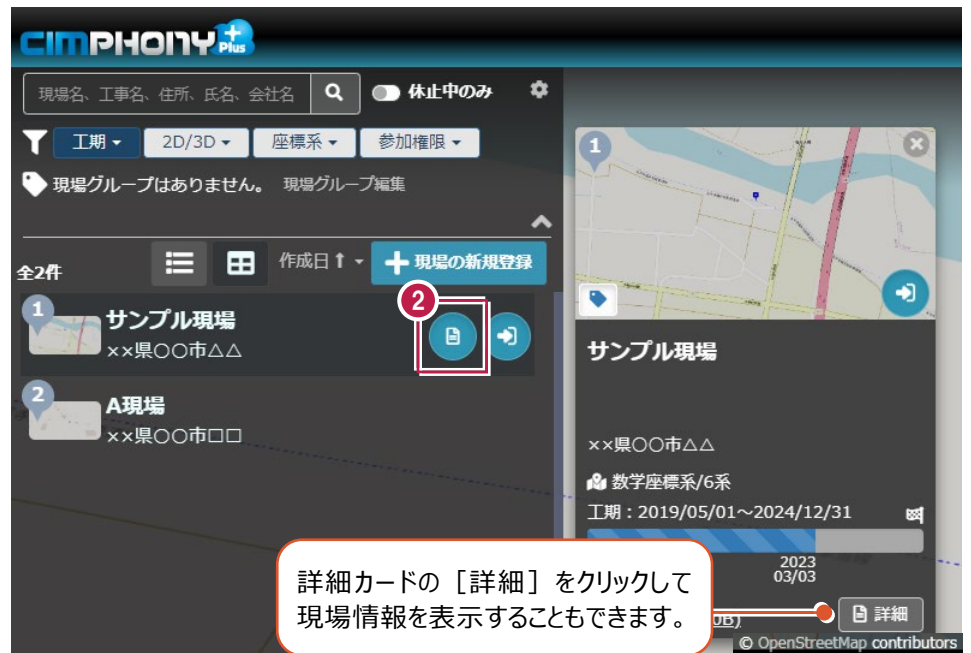 CIMPHONY Plus
現場名、工事名、住所、氏名、会社名
休止中のみ
工期
2D/3D
座標系
参加権限
現場グループはありません。 現場グループ編集
全2件
作成日↑
+現場の新規登録
1
サンプル現場
××県○○市△△
2
2
A現場
××県○○市□□
1
サンプル現場
××県○○市△△
数学座標系/6系
工期：2019/05/01～2024/12/31
2023
03/03
0B)
詳細
詳細カードの［詳細］をクリックして
現場情報を表示することもできます。
© OpenStreetMap contributors